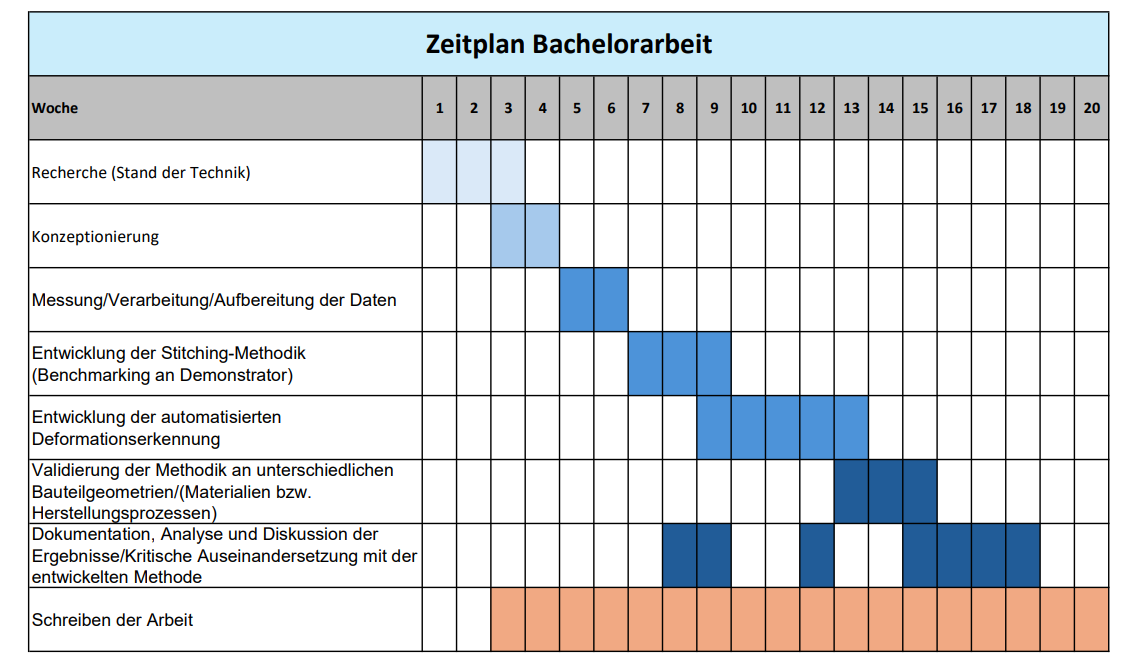 Zeitplan Bachelorarbeit
Woche 1 2 3 4 5 6 7 8 9 10 11 12 13 14 15 16 17 18 19 20
Recherche (Stand der Technik)
Konzeptionierung
Messung/Verarbeitung/Aufbereitung der Daten
Entwicklung der Stitching-Methodik
(Benchmarking an Demonstrator)
Entwicklung der automatisierten
Deformationserkennung
Validierung der Methodik an unterschiedlichen
Bauteilgeometrien/(Materialien bzw.
Herstellungsprozessen)
Dokumentation, Analyse und Diskussion der
Ergebnisse/Kritische Auseinandersetzung mit der
entwickelten Methode
Schreiben der Arbeit